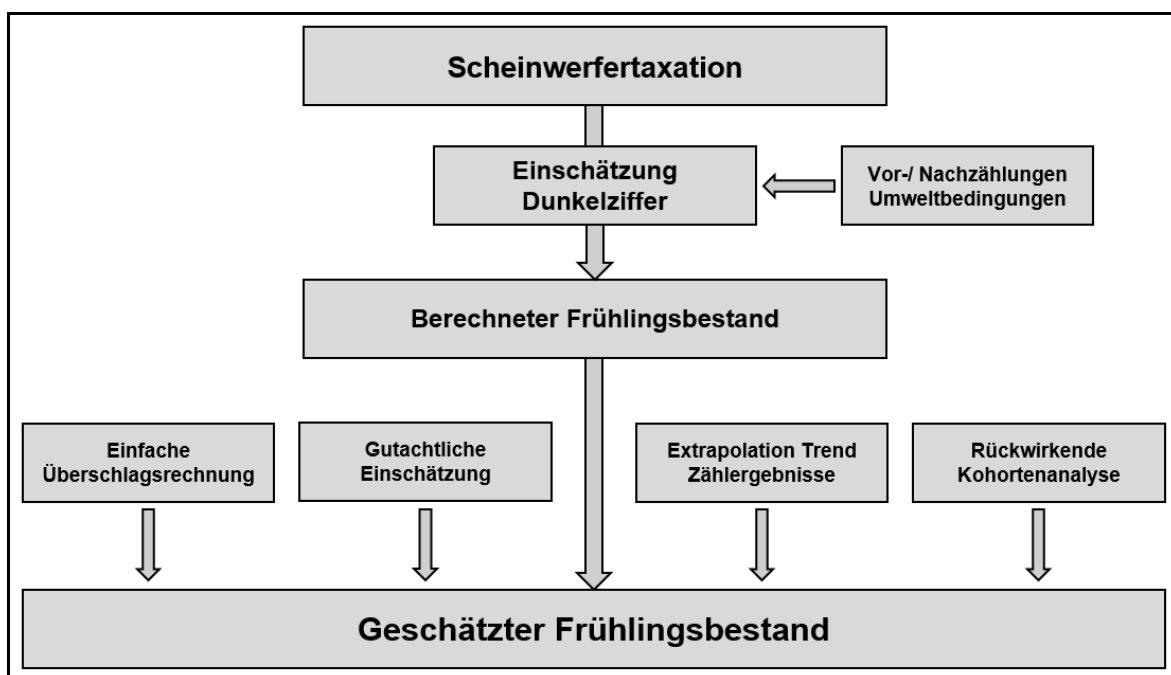 Scheinwerfertaxation
Einschätzung
Dunkelziffer
Vor-/ Nachzählungen
Umweltbedingungen
Berechneter Frühlingsbestand
Einfache
Überschlagsrechnung
Gutachtliche
Einschätzung
Extrapolation Trend
Zählergebnisse
Rückwirkende
Kohortenanalyse
Geschätzter Frühlingsbestand